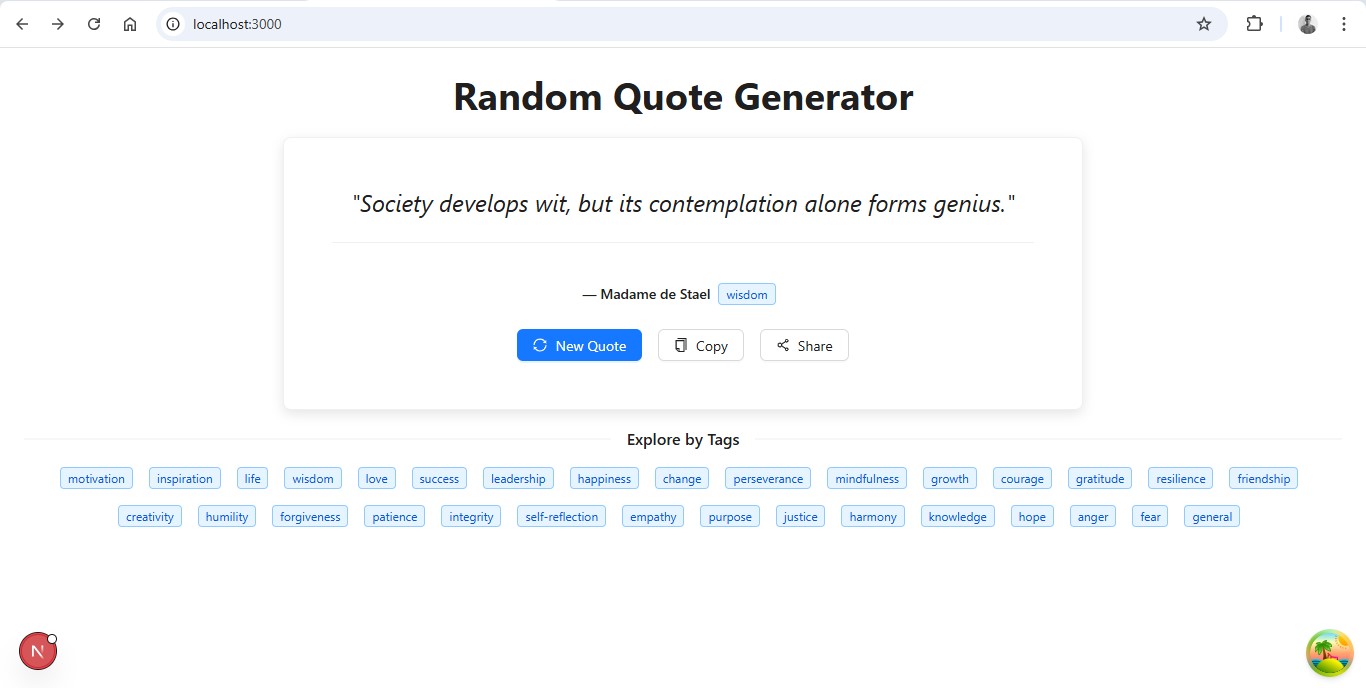 localhost:3000
Random Quote Generator
"Society develops wit, but its contemplation alone forms genius."
— Madame de Stael wisdom
New Quote Copy Share
Explore by Tags
motivation inspiration life wisdom love success leadership happiness change perseverance mindfulness growth courage gratitude resilience friendship
creativity humility forgiveness patience integrity self-reflection empathy purpose justice harmony knowledge hope anger fear general
N